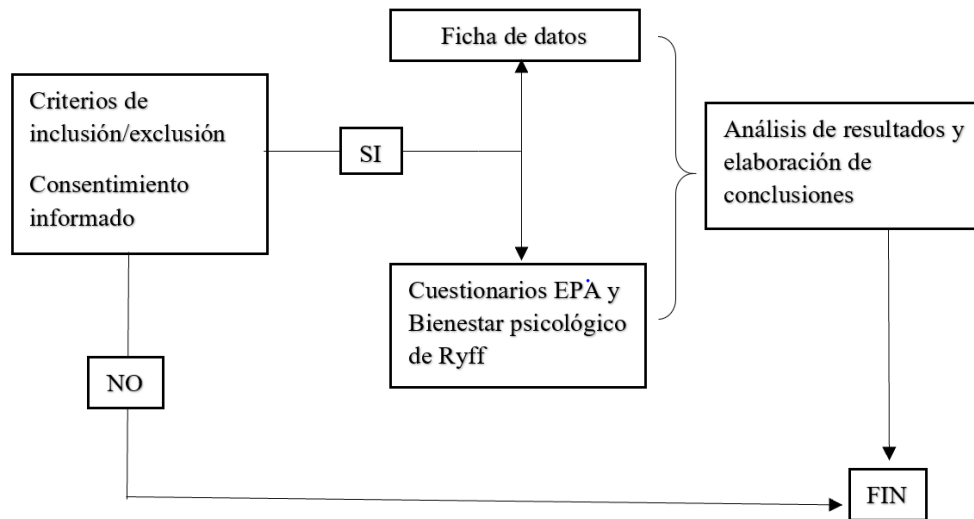 Ficha de datos
Criterios de
inclusión/exclusión
Consentimiento
informado
SI
Análisis de resultados y
elaboración de
conclusiones
Cuestionarios EPA y
Bienestar psicológico
de Ryff
NO
FIN